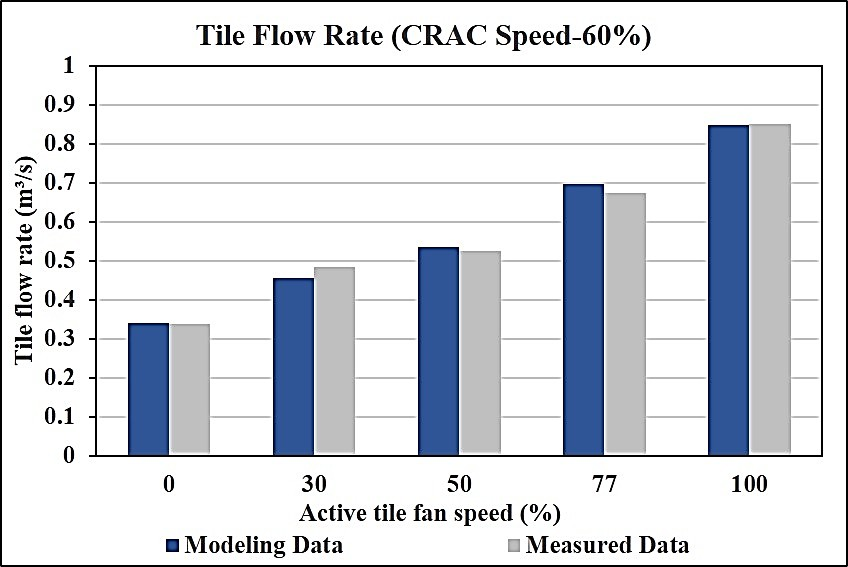 Tile Flow Rate (CRAC Speed-60%)
1
0.9
0.8
0.7
0.6
0.5
0.4
0.3
0.2
0.1
0
Tile flow rate (m³/s)
0 30 50 77 100
Active tile fan speed (%)
Modeling Data Measured Data